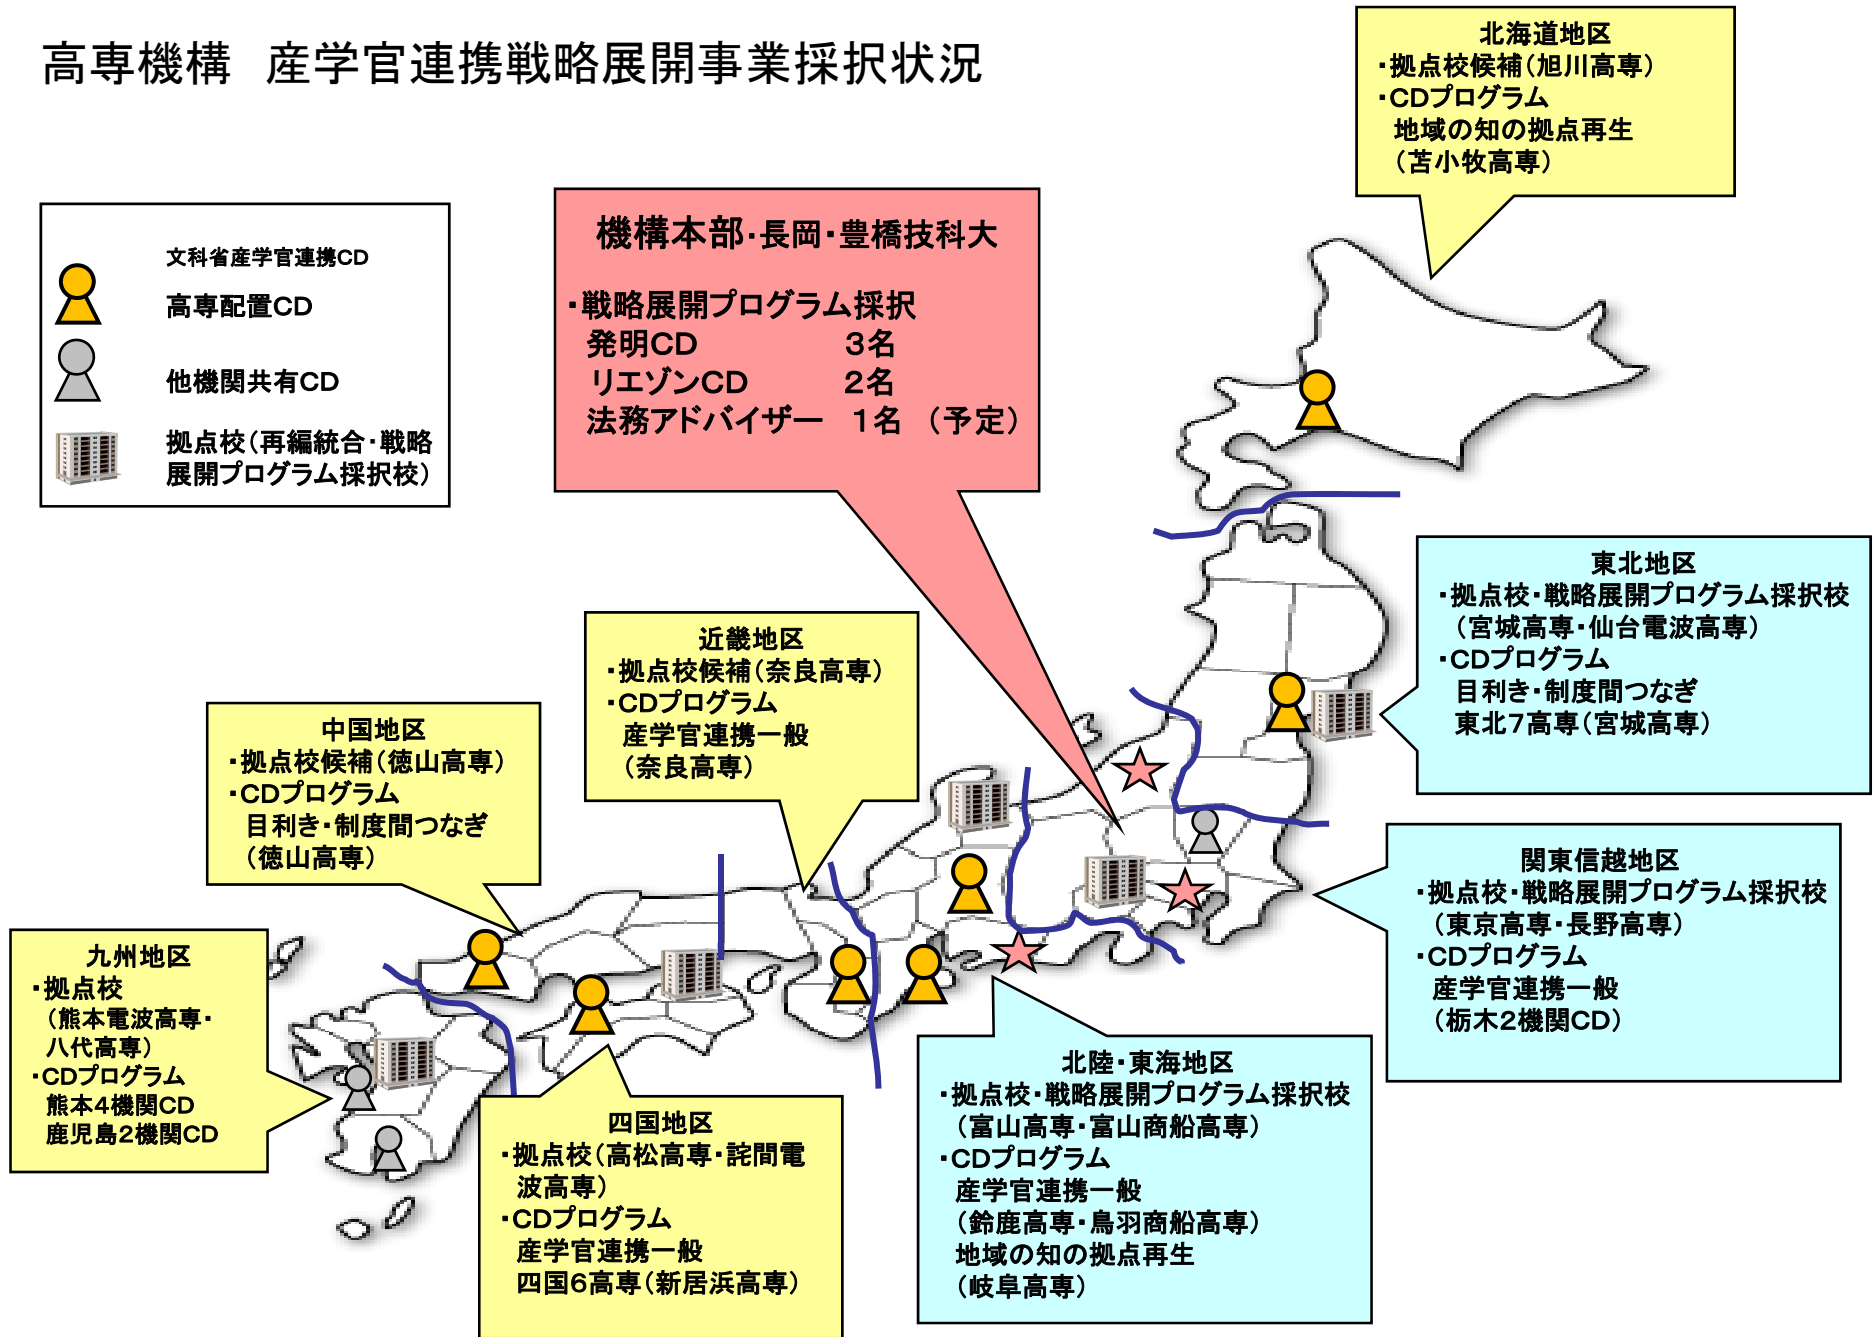 高専機構　産学官連携戦略展開事業採択状況
文科省産学官連携CD
高専配置CD
他機関共有CD
拠点校(再編統合・戦略
展開プログラム採択校)
機構本部・長岡・豊橋技科大
・戦略展開プログラム採択
発明CD　3名
リエゾンCD　2名
法務アドバイザー　1名　(予定)
北海道地区
・拠点校候補(旭川高専)
・CDプログラム
地域の知の拠点再生
(苫小牧高専)
東北地区
・拠点校・戦略展開プログラム採択校
(宮城高専・仙台電波高専)
・CDプログラム
目利き・制度間つなぎ
東北7高専(宮城高専)
近畿地区
・拠点校候補(奈良高専)
・CDプログラム
産学官連携一般
(奈良高専)
中国地区
・拠点校候補(徳山高専)
・CDプログラム
目利き・制度間つなぎ
(徳山高専)
関東信越地区
・拠点校・戦略展開プログラム採択校
(東京高専・長野高専)
・CDプログラム
産学官連携一般
(栃木2機関CD)
九州地区
・拠点校
(熊本電波高専・
八代高専)
・CDプログラム
熊本4機関CD
鹿児島2機関CD
四国地区
・拠点校(高松高専・詫間電
波高専)
・CDプログラム
産学官連携一般
四国6高専(新居浜高専)
北陸・東海地区
・拠点校・戦略展開プログラム採択校
(富山高専・富山商船高専)
・CDプログラム
産学官連携一般
(鈴鹿高専・鳥羽商船高専)
地域の知の拠点再生
(岐阜高専)